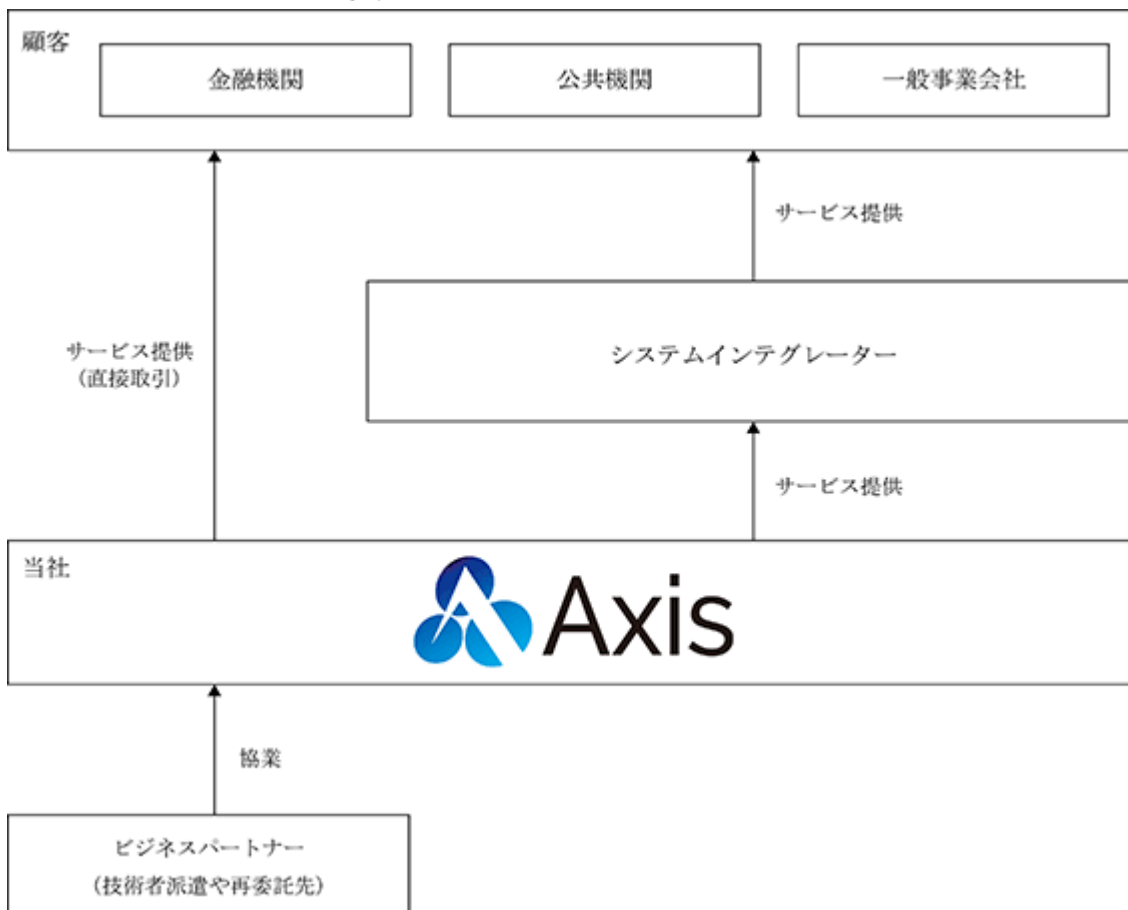 顧客
金融機関
公共機関
一般事業会社
サービス提供
サービス提供
(直接取引)
システムインテグレーター
サービス提供
当社
Axis
協業
ビジネスパートナー
(技術者派遣や再委託先)